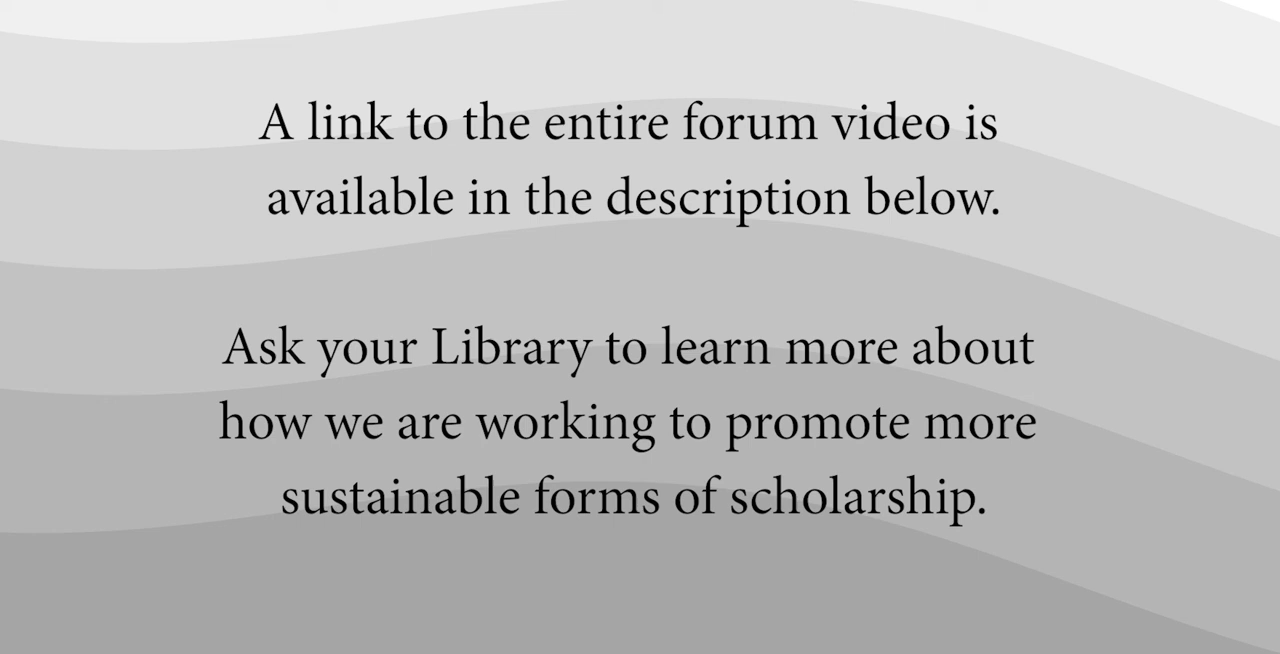 A link to the entire forum video is
available in the description below.
Ask your Library to learn more about
how we are working to promote more
sustainable forms of scholarship.